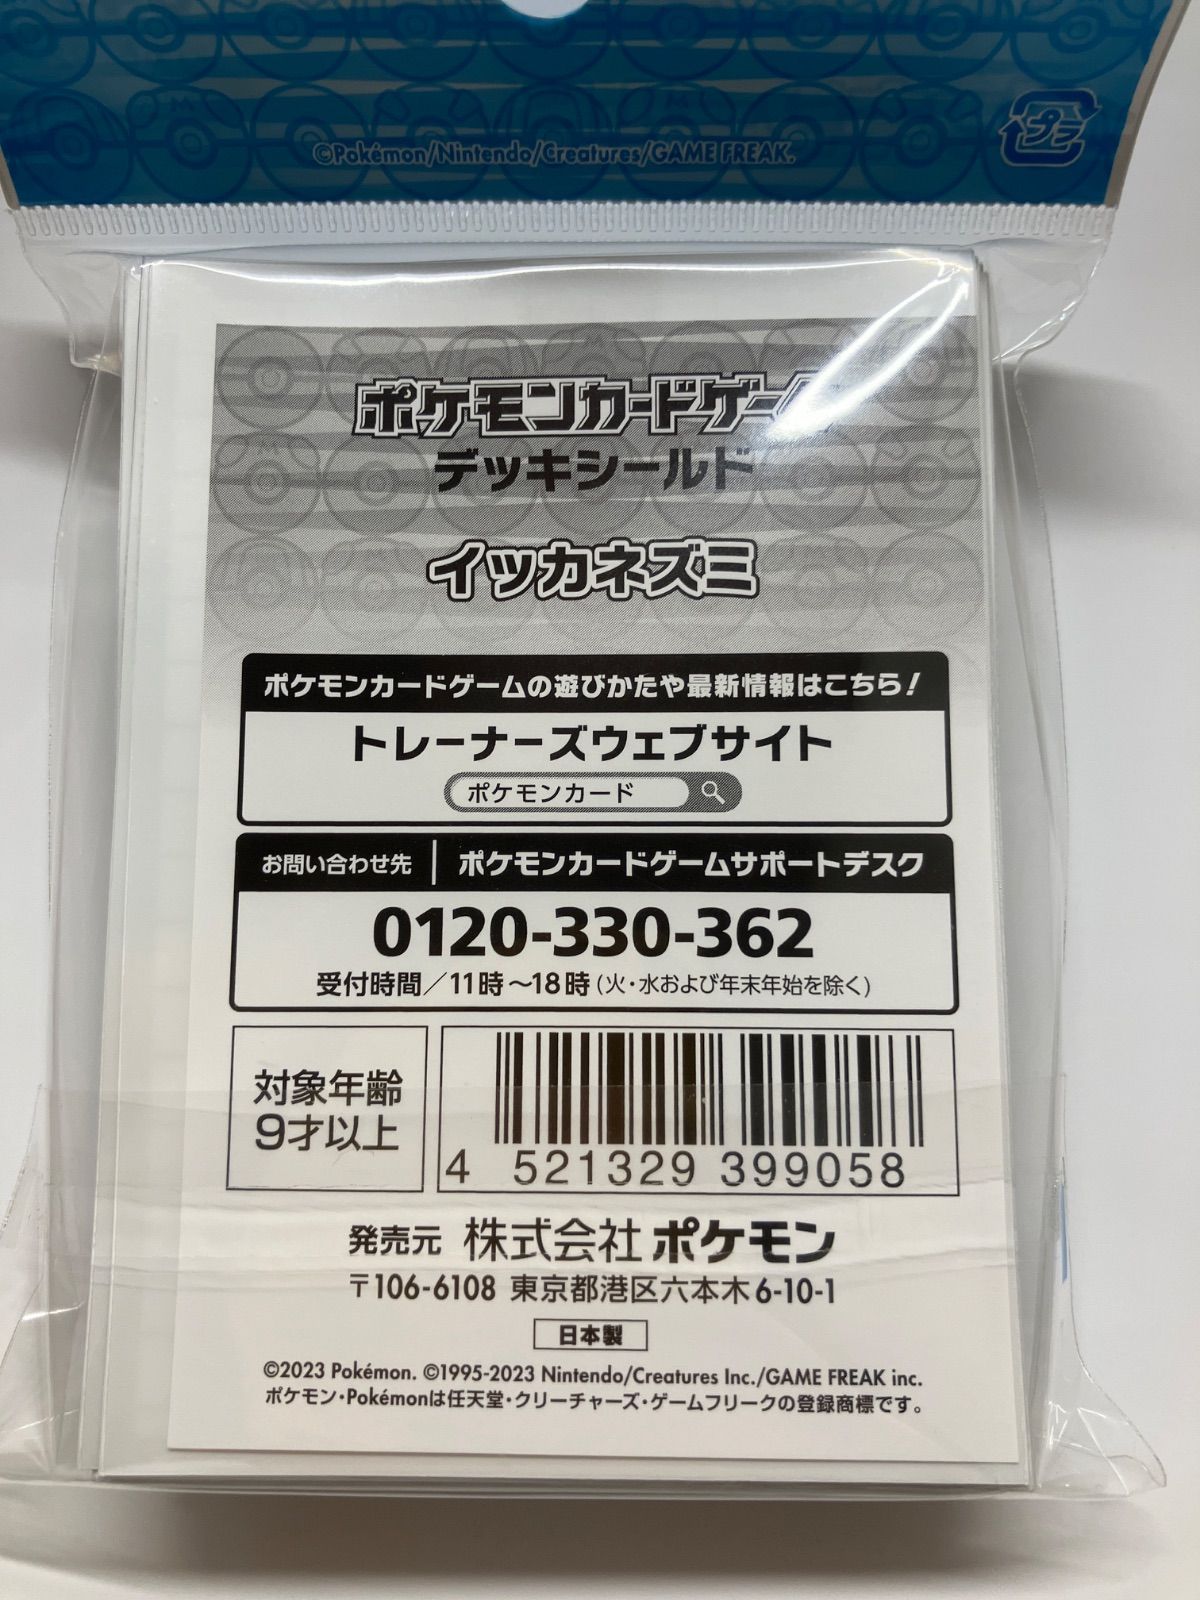 ©Pokémon/Nintendo/Creatures/GAME FREAK.
プラ
ポケモンカードゲーム
デッキシールド
イッカネズミ
ポケモンカードゲームの遊びかたや最新情報はこちら!
トレーナーズウェブサイト
ポケモンカード
お問い合わせ先 ポケモンカードゲームサポートデスク
0120-330-362
受付時間/11時~18時(火・水および年末年始を除く)
対象年齢
9才以上
4 521329 399058
発売元 株式会社ポケモン
〒106-6108 東京都港区六本木6-10-1
日本製
©2023 Pokémon. ©1995-2023 Nintendo/Creatures Inc./GAME FREAK inc.
ポケモン・Pokémonは任天堂・クリーチャーズ・ゲームフリークの登録商標です。